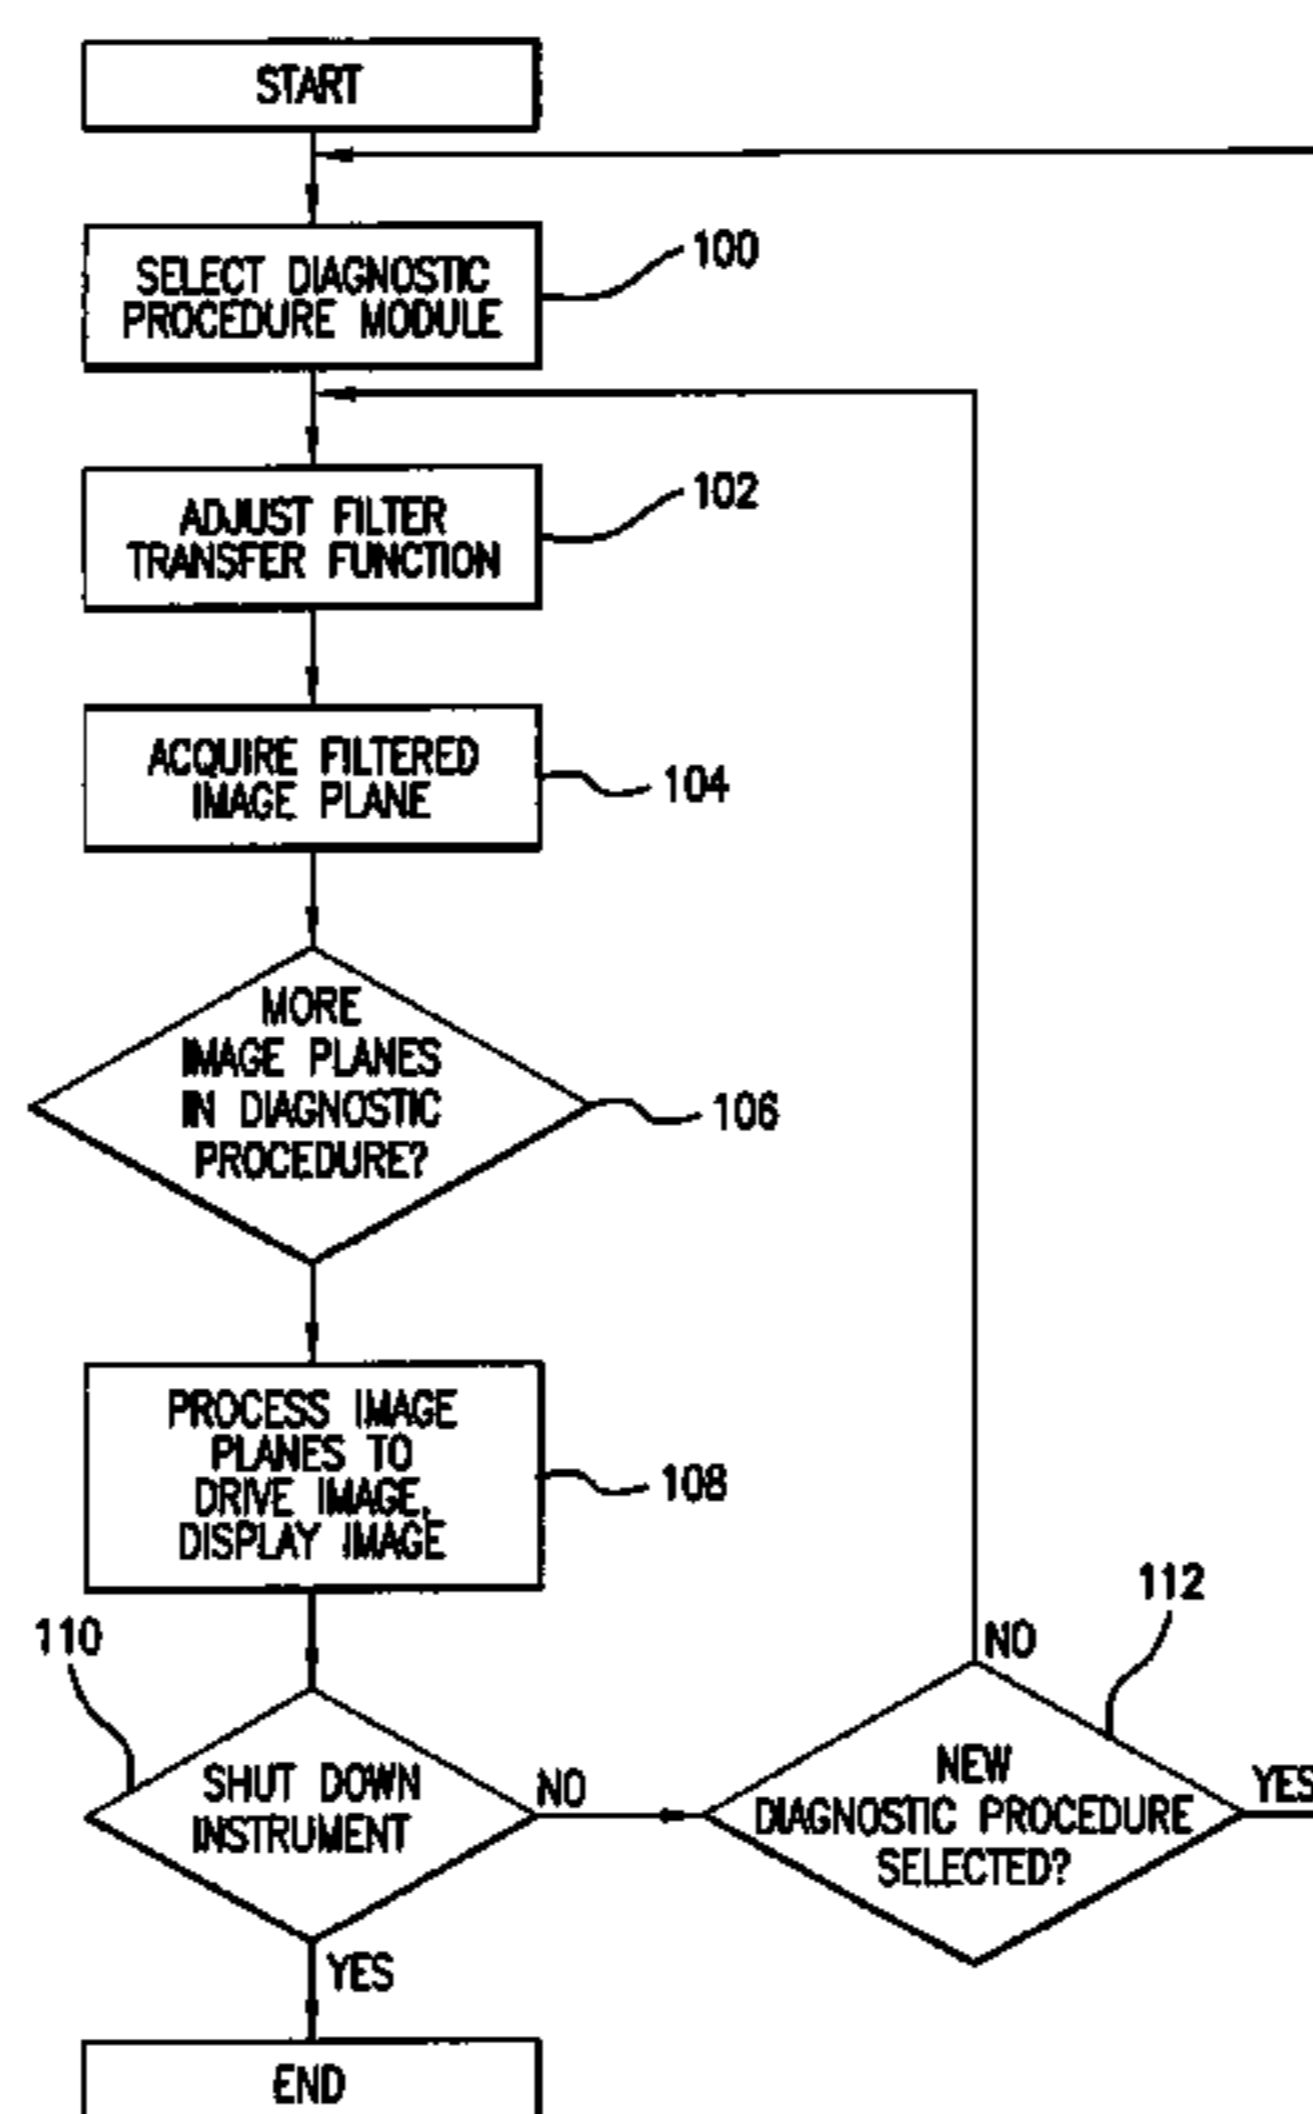 START
SELECT DIAGNOSTIC
PROCEDURE MODULE
100
ADJUST FILTER
TRANSFER FUNCTION
102
ACQUIRE FILTERED
IMAGE PLANE
104
MORE
IMAGE PLANES
IN DIAGNOSTIC
PROCEDURE?
106
PROCESS IMAGE
PLANES TO
DRIVE IMAGE,
DISPLAY IMAGE
108
110
SHUT DOWN
INSTRUMENT
NO
YES
112
NO
NEW
DIAGNOSTIC PROCEDURE
SELECTED?
YES
END